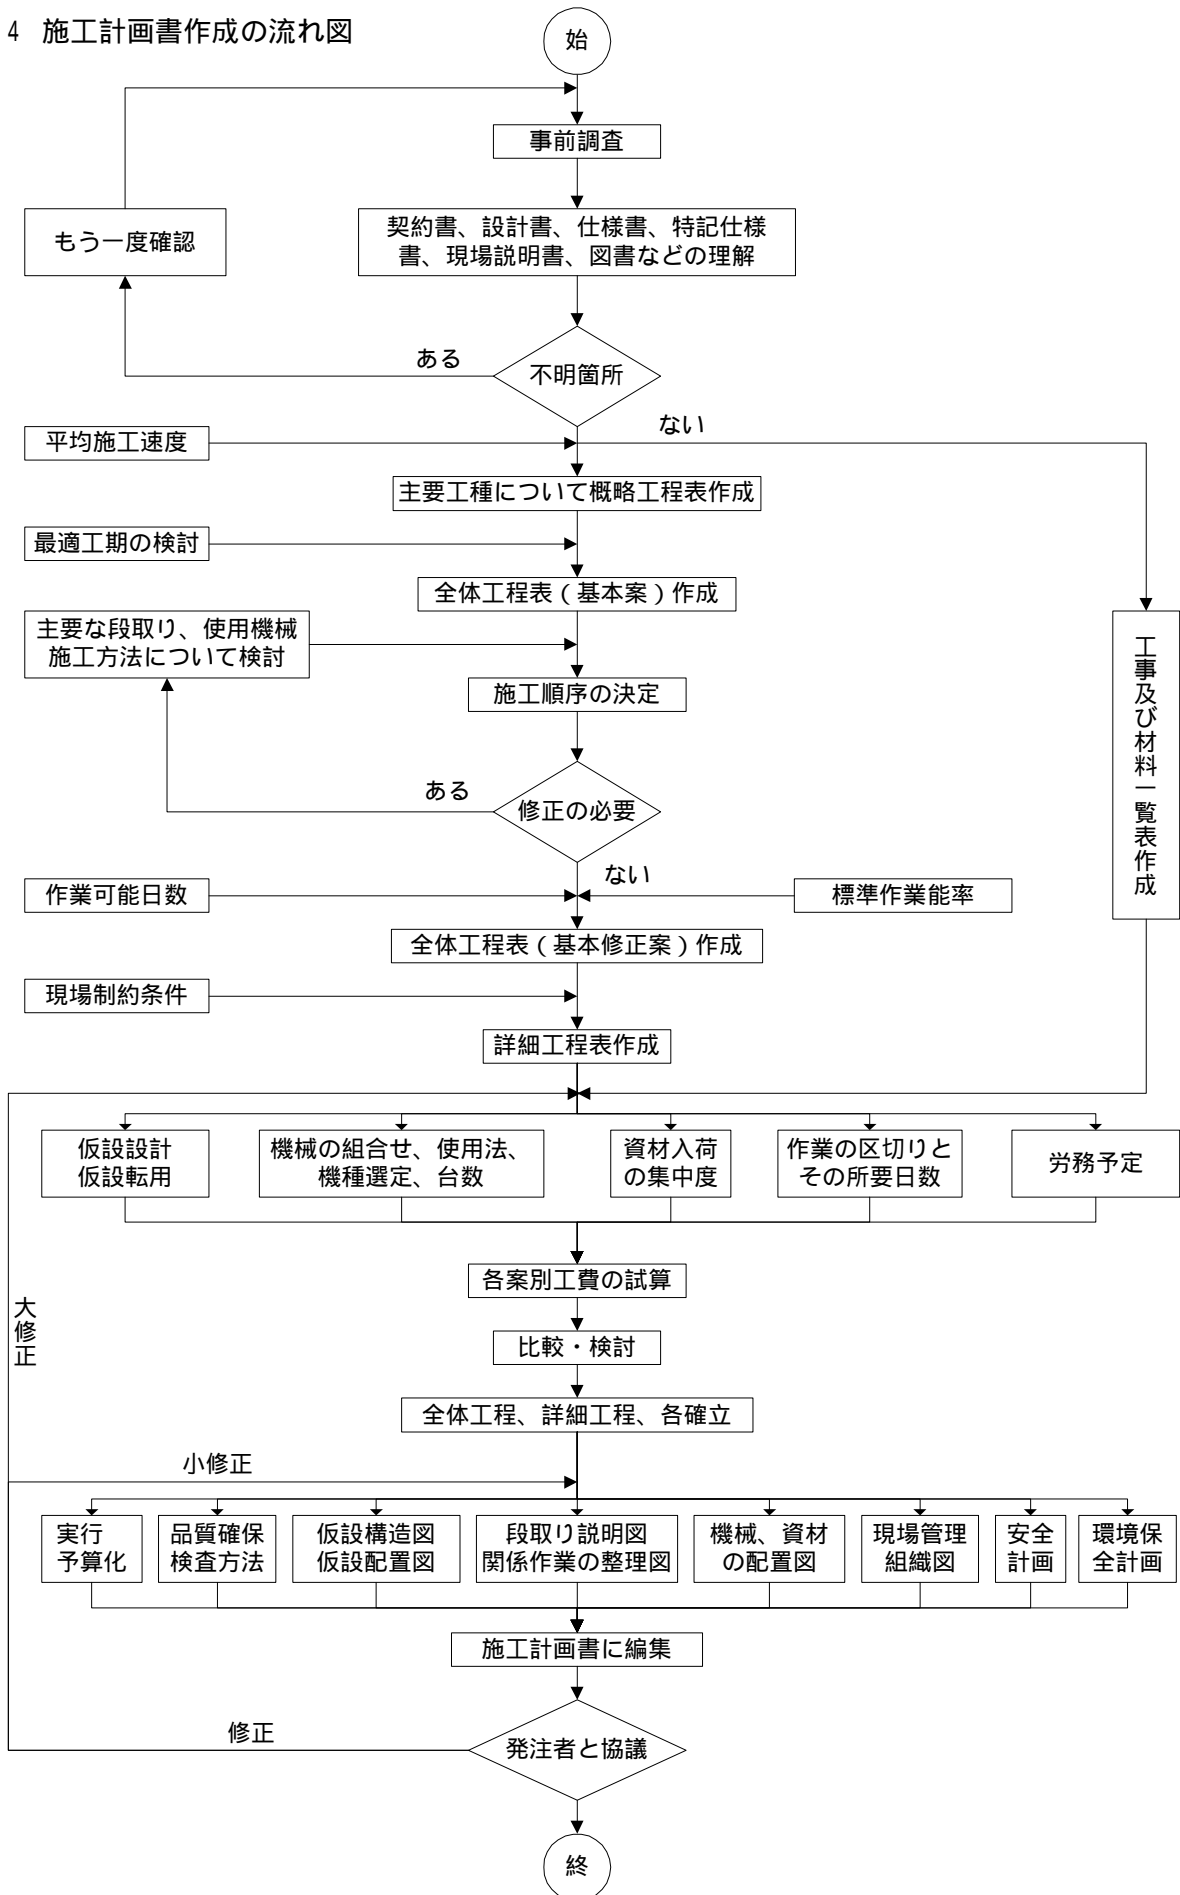 4 施工計画書作成の流れ図
始
事前調査
もう一度確認
契約書、設計書、仕様書、特記仕様
書、現場説明書、図書などの理解
ある
不明箇所
ない
平均施工速度
主要工種について概略工程表作成
最適工期の検討
全体工程表（基本案）作成
主要な段取り、使用機械
施工方法について検討
工事及び材料一覧表作成
施工順序の決定
ある
修正の必要
ない
作業可能日数
標準作業能率
全体工程表（基本修正案）作成
現場制約条件
詳細工程表作成
仮設設計
仮設転用
機械の組合せ、使用法、
機種選定、台数
資材入荷
の集中度
作業の区切りと
その所要日数
労務予定
各案別工費の試算
大修正
比較・検討
全体工程、詳細工程、各確立
小修正
実行
予算化
品質確保
検査方法
仮設構造図
仮設配置図
段取り説明図
関係作業の整理図
機械、資材
の配置図
現場管理
組織図
安全
計画
環境保
全計画
施工計画書に編集
修正
発注者と協議
終